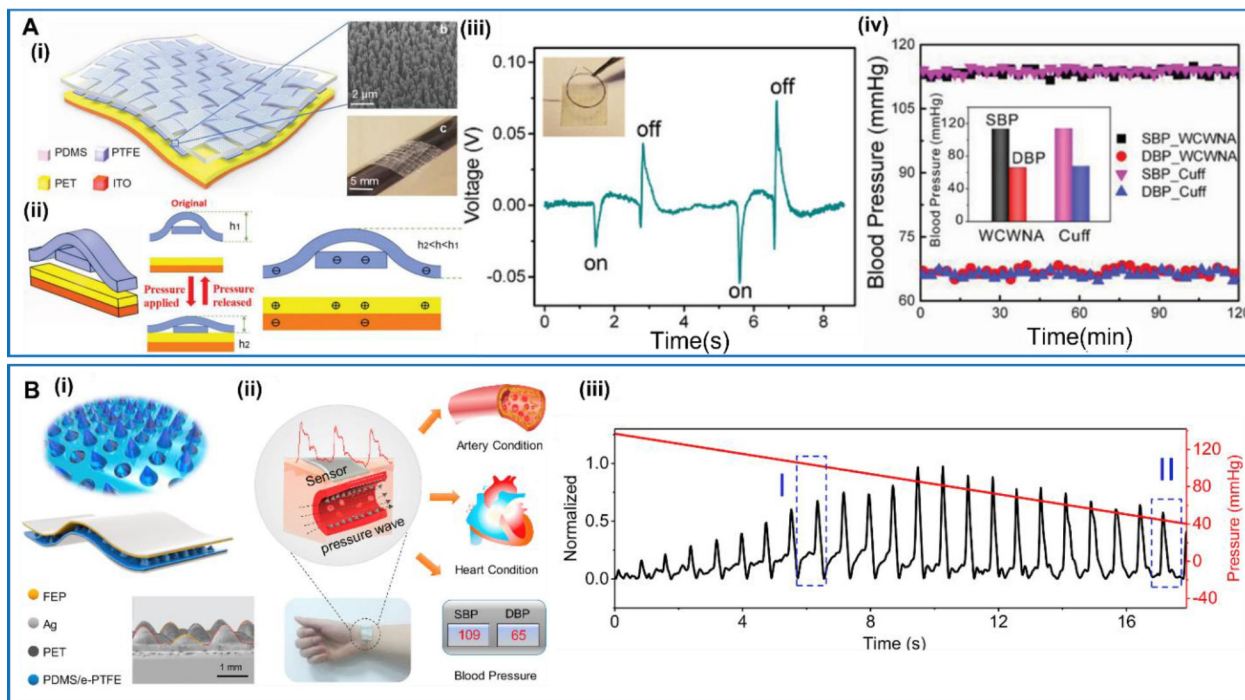 A
(i)
b
2 µm
c
5 mm
PDMS
PTFE
PET
ITO
(ii)
Original
h1
Pressure applied
Pressure released
h2
h2<h<h1
(iii)
Voltage (V)
0.10
0.05
0.00
-0.05
on
off
on
off
0 2 4 6 8
Time(s)
(iv)
Blood Pressure (mmHg)
120
105
90
75
60
Blood Pressure (mmHg)
120
80
40
0
SBP
DBP
WCWNA Cuff
SBP_WCWNA
DBP_WCWNA
SBP_Cuff
DBP_Cuff
0 30 60 90 120
Time(min)
B
(i)
FEP
Ag
PET
PDMS/e-PTFE
1 mm
(ii)
Sensor
pressure wave
Artery Condition
Heart Condition
SBP DBP
109 65
Blood Pressure
(iii)
Normalized
1.0
0.5
0.0
I
II
120
80
40
0
-40
Pressure (mmHg)
0 4 8 12 16
Time (s)